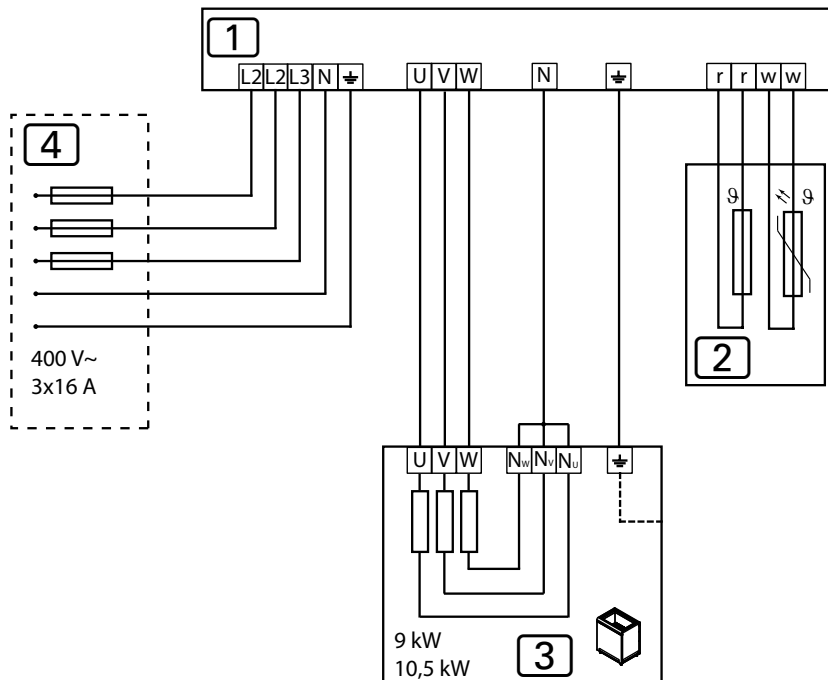 1
L2 L2 L3 N ⏚ U V W N ⏚ r r w w
4
ϑ ϑ
2
400 V~
3x16 A
U V W NW NV NU ⏚
9 kW
10,5 kW
3